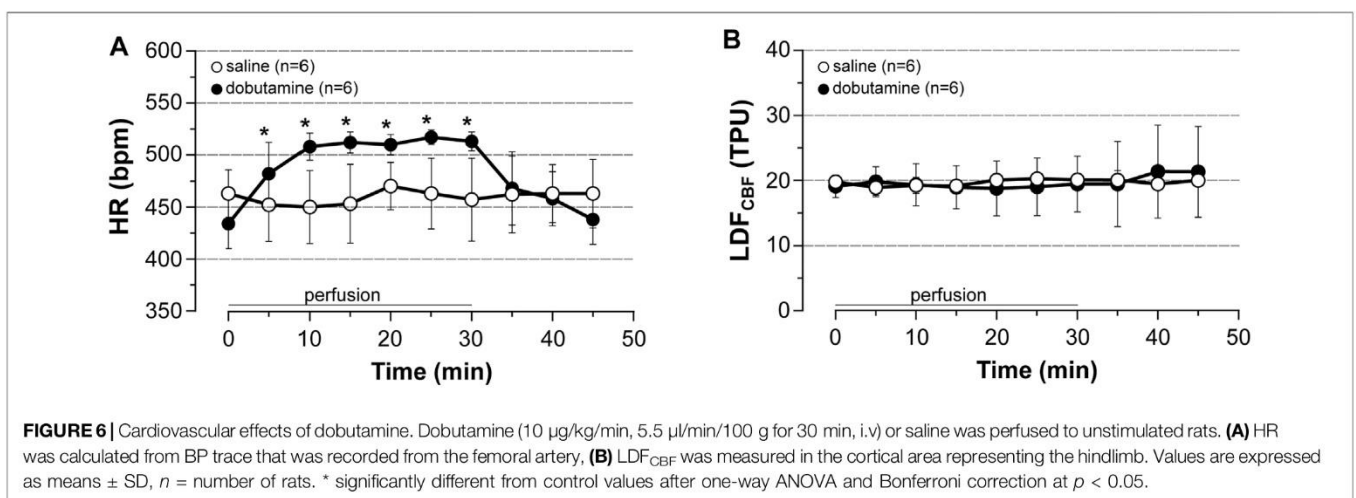 A
600
550
500
450
400
350
HR (bpm)
saline (n=6)
dobutamine (n=6)
* * * * * *
perfusion
0 10 20 30 40 50
Time (min)
B
40
30
20
10
0
LDF_CBF (TPU)
saline (n=6)
dobutamine (n=6)
perfusion
0 10 20 30 40 50
Time (min)
FIGURE 6 | Cardiovascular effects of dobutamine. Dobutamine (10 μg/kg/min, 5.5 μl/min/100 g for 30 min, i.v) or saline was perfused to unstimulated rats. (A) HR
was calculated from BP trace that was recorded from the femoral artery, (B) LDF_CBF was measured in the cortical area representing the hindlimb. Values are expressed
as means ± SD, n = number of rats. * significantly different from control values after one-way ANOVA and Bonferroni correction at p < 0.05.